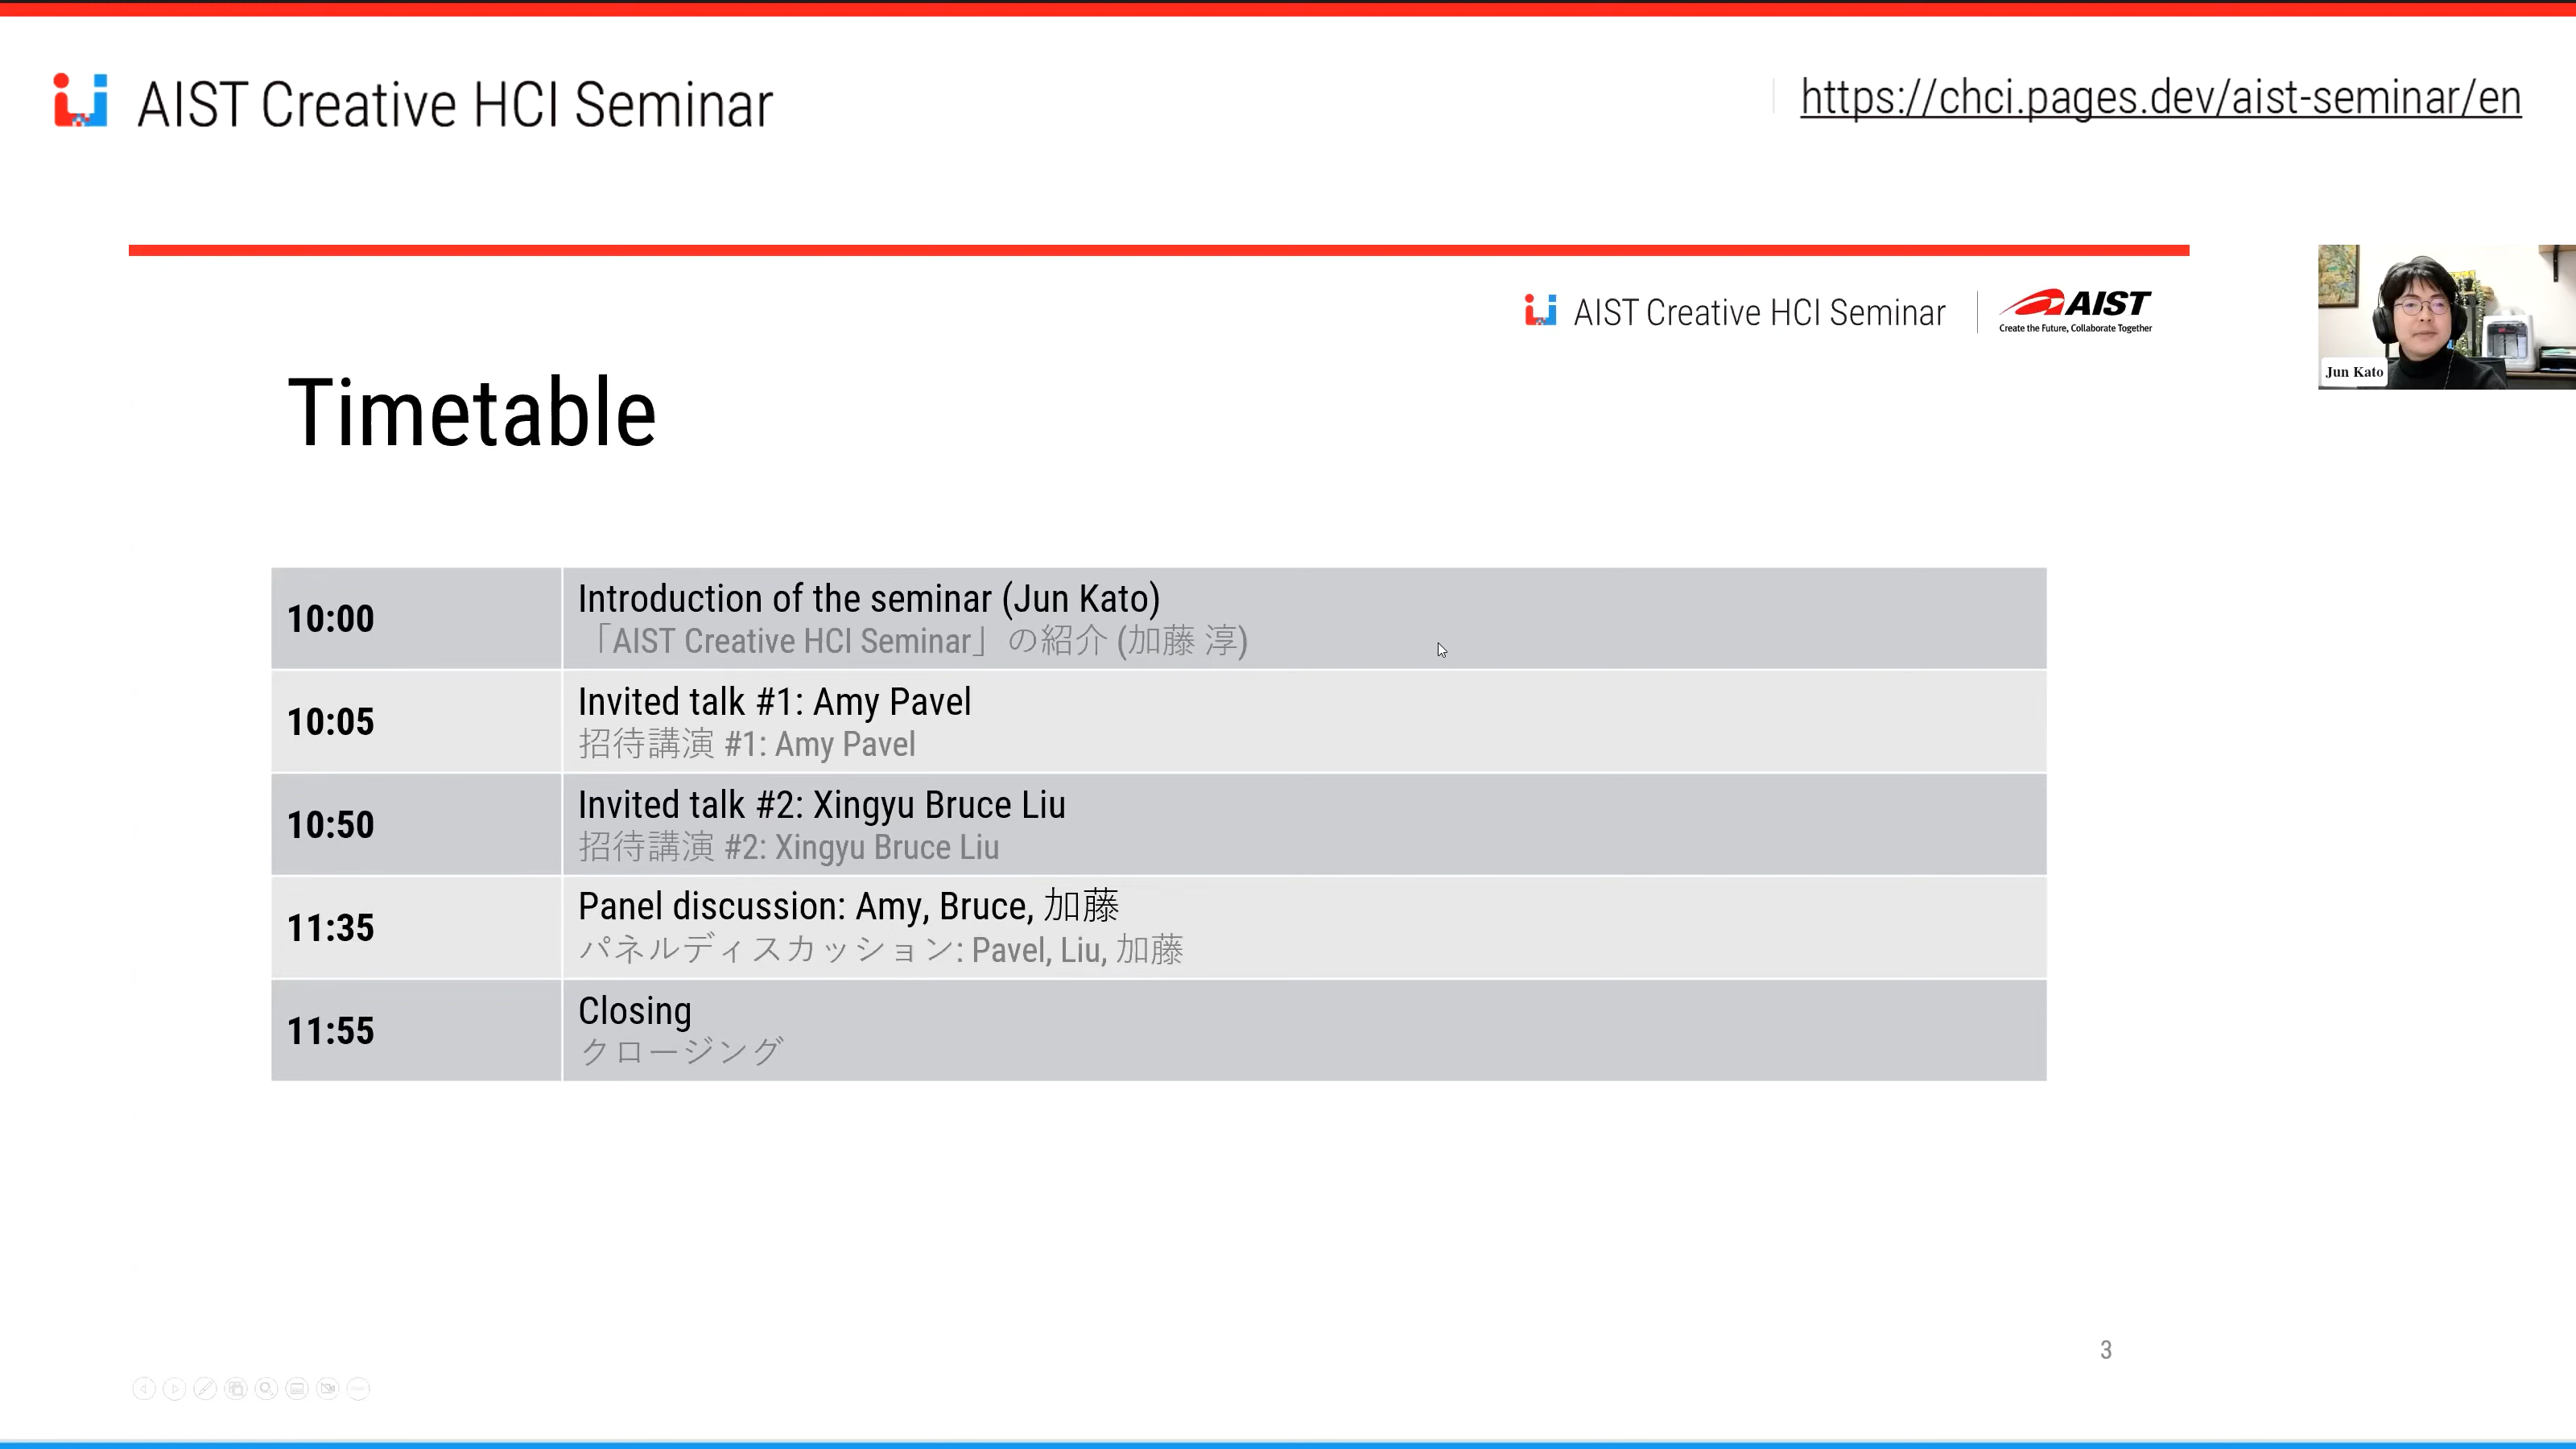 AIST Creative HCI Seminar
https://chci.pages.dev/aist-seminar/en
AIST Creative HCI Seminar
AIST
Create the Future, Collaborate Together
Jun Kato
Timetable
10:00
Introduction of the seminar (Jun Kato)
「AIST Creative HCI Seminar」の紹介 (加藤 淳)
10:05
Invited talk #1: Amy Pavel
招待講演 #1: Amy Pavel
10:50
Invited talk #2: Xingyu Bruce Liu
招待講演 #2: Xingyu Bruce Liu
11:35
Panel discussion: Amy, Bruce, 加藤
パネルディスカッション: Pavel, Liu, 加藤
11:55
Closing
クロージング
3